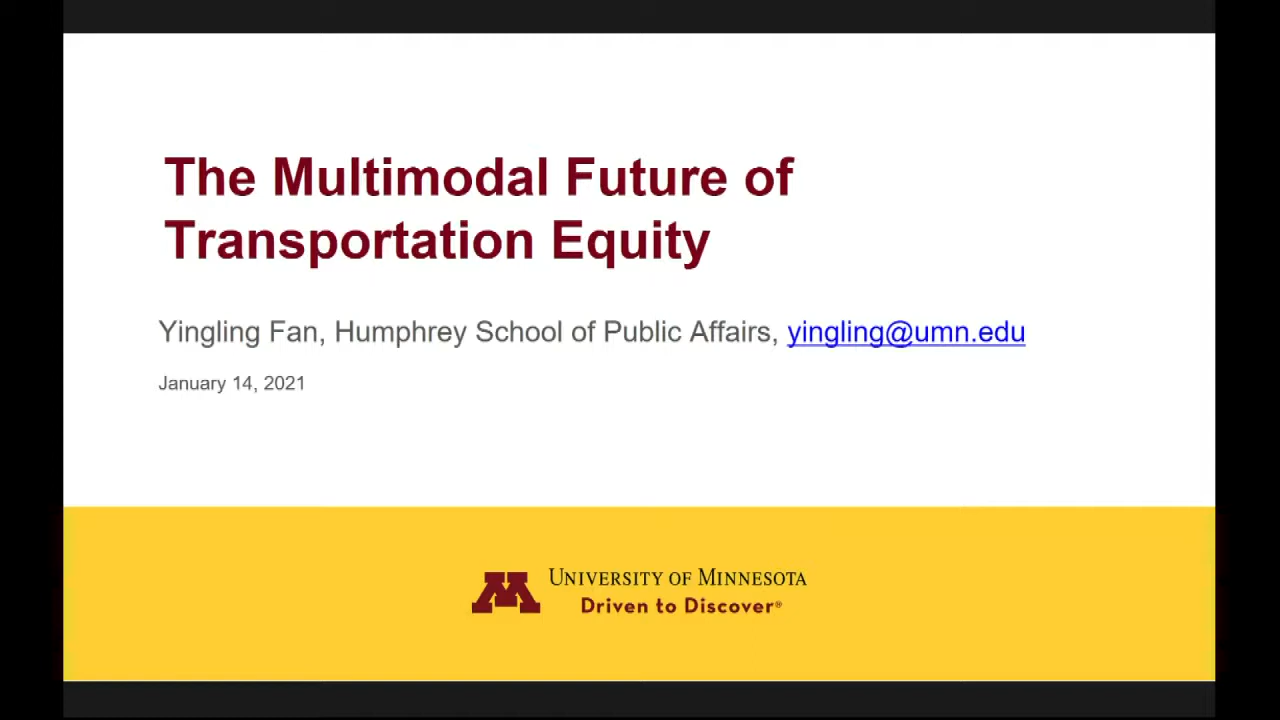 The Multimodal Future of
Transportation Equity
Yingling Fan, Humphrey School of Public Affairs, yingling@umn.edu
January 14, 2021
M
UNIVERSITY OF MINNESOTA
Driven to Discover®